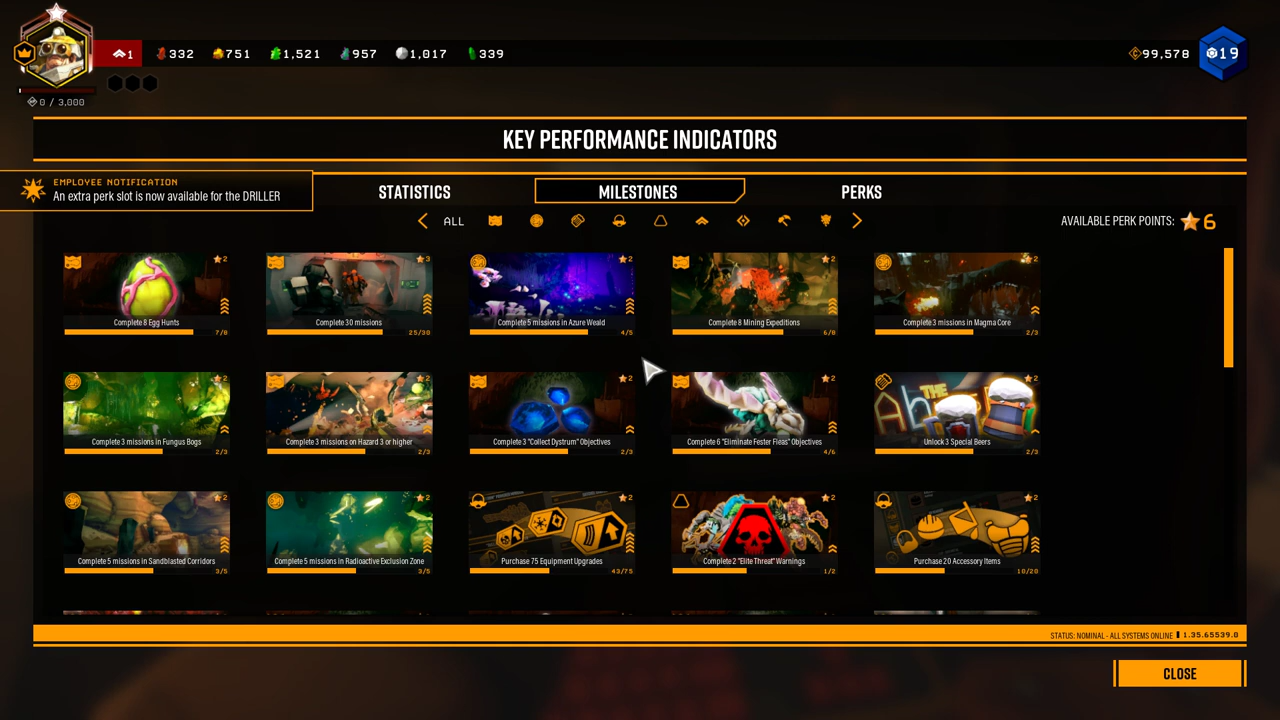 1 332 751 1,521 957 1,017 339 99,578 19
0 / 3,000
KEY PERFORMANCE INDICATORS
EMPLOYEE NOTIFICATION
An extra perk slot is now available for the DRILLER
STATISTICS MILESTONES PERKS
ALL AVAILABLE PERK POINTS: 6
2 3 2 2 2
Complete 8 Egg Hunts Complete 30 missions Complete 5 missions in Azure Weald Complete 8 Mining Expeditions Complete 3 missions in Magma Core
7/8 25/30 4/5 6/8 2/3
2 2 2 2 2
THE
Ab
Complete 3 missions in Fungus Bogs Complete 3 missions on Hazard 3 or higher Complete 3 "Collect Dystrum" Objectives Complete 6 "Eliminate Fester Fleas" Objectives Unlock 3 Special Beers
2/3 2/3 2/3 4/6 2/3
2 2 2 2 2
Complete 5 missions in Sandblasted Corridors Complete 5 missions in Radioactive Exclusion Zone Purchase 75 Equipment Upgrades Complete 2 "Elite Threat" Warnings Purchase 20 Accessory Items
3/5 3/5 43/75 1/2 10/20
STATUS: NOMINAL - ALL SYSTEMS ONLINE 1.35.65539.0
CLOSE